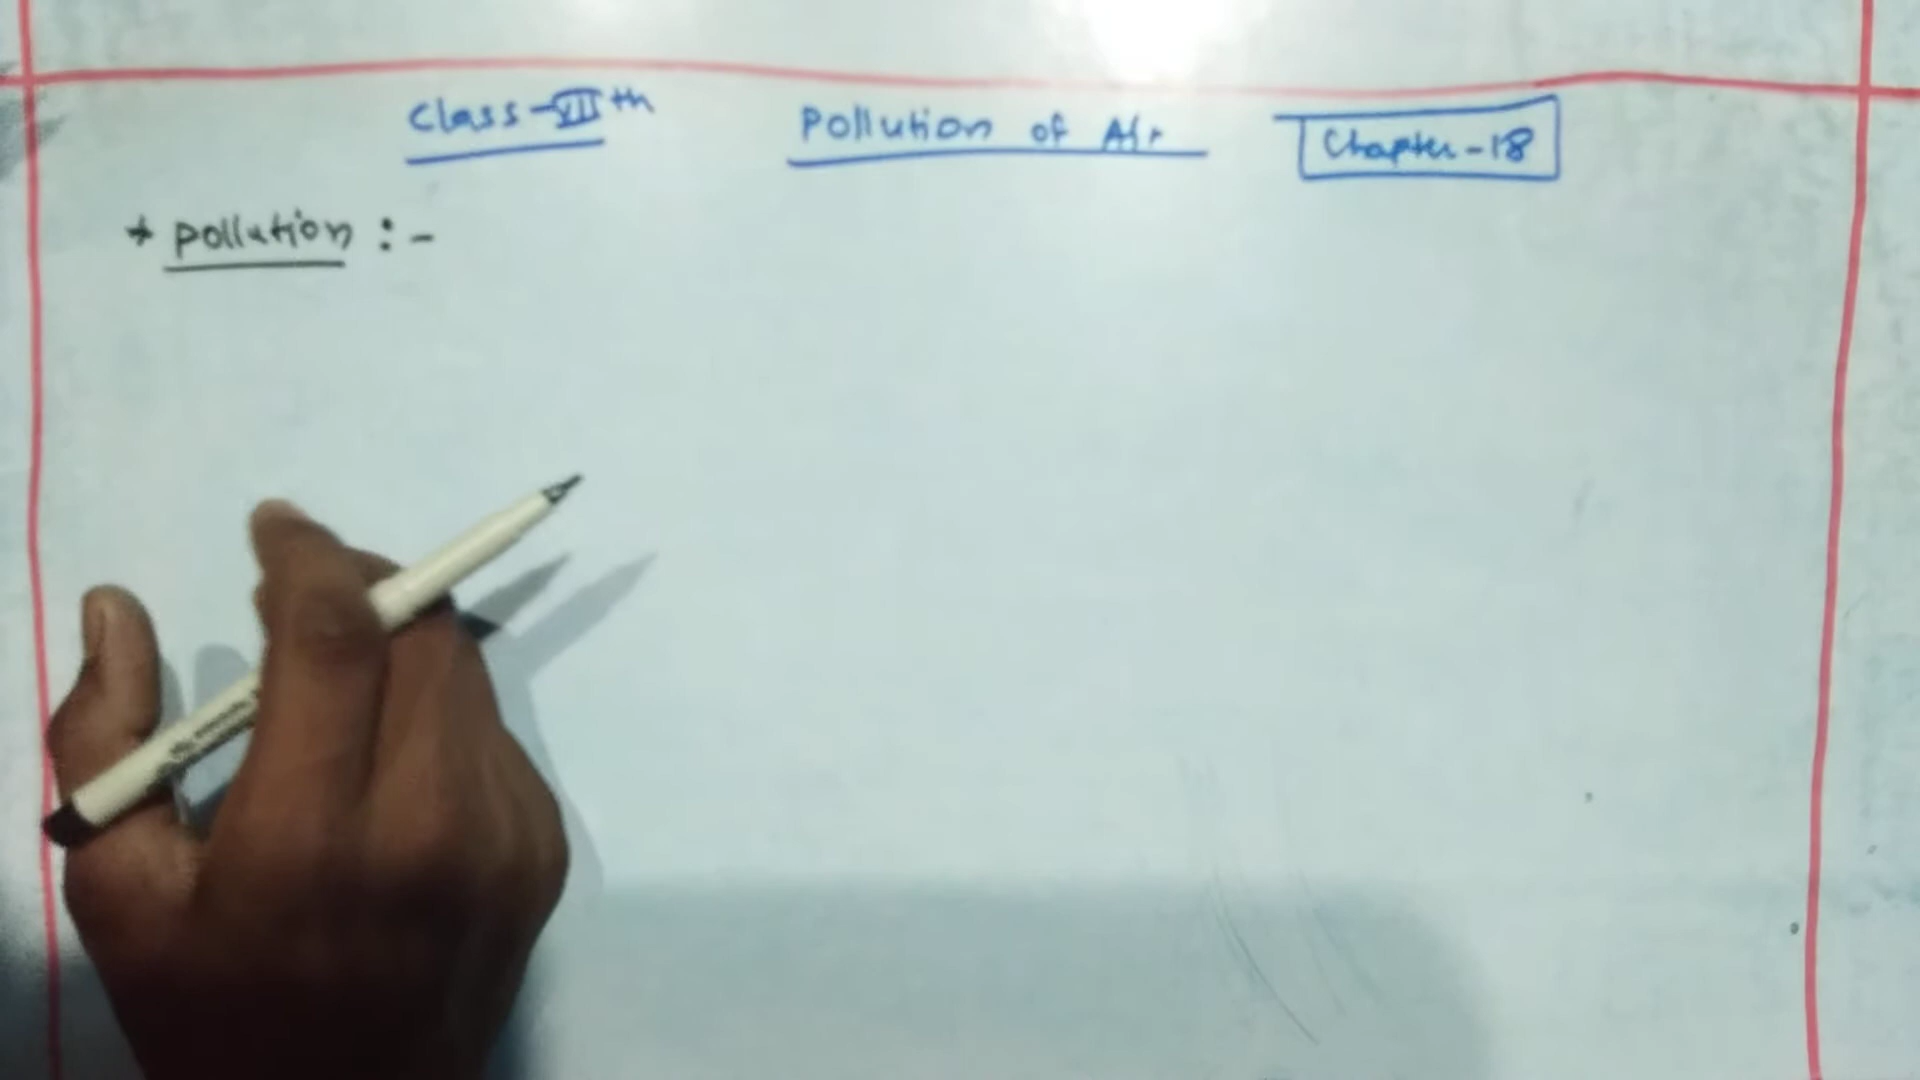 Class-VIIth Pollution of Air Chapter-18
* pollution :-